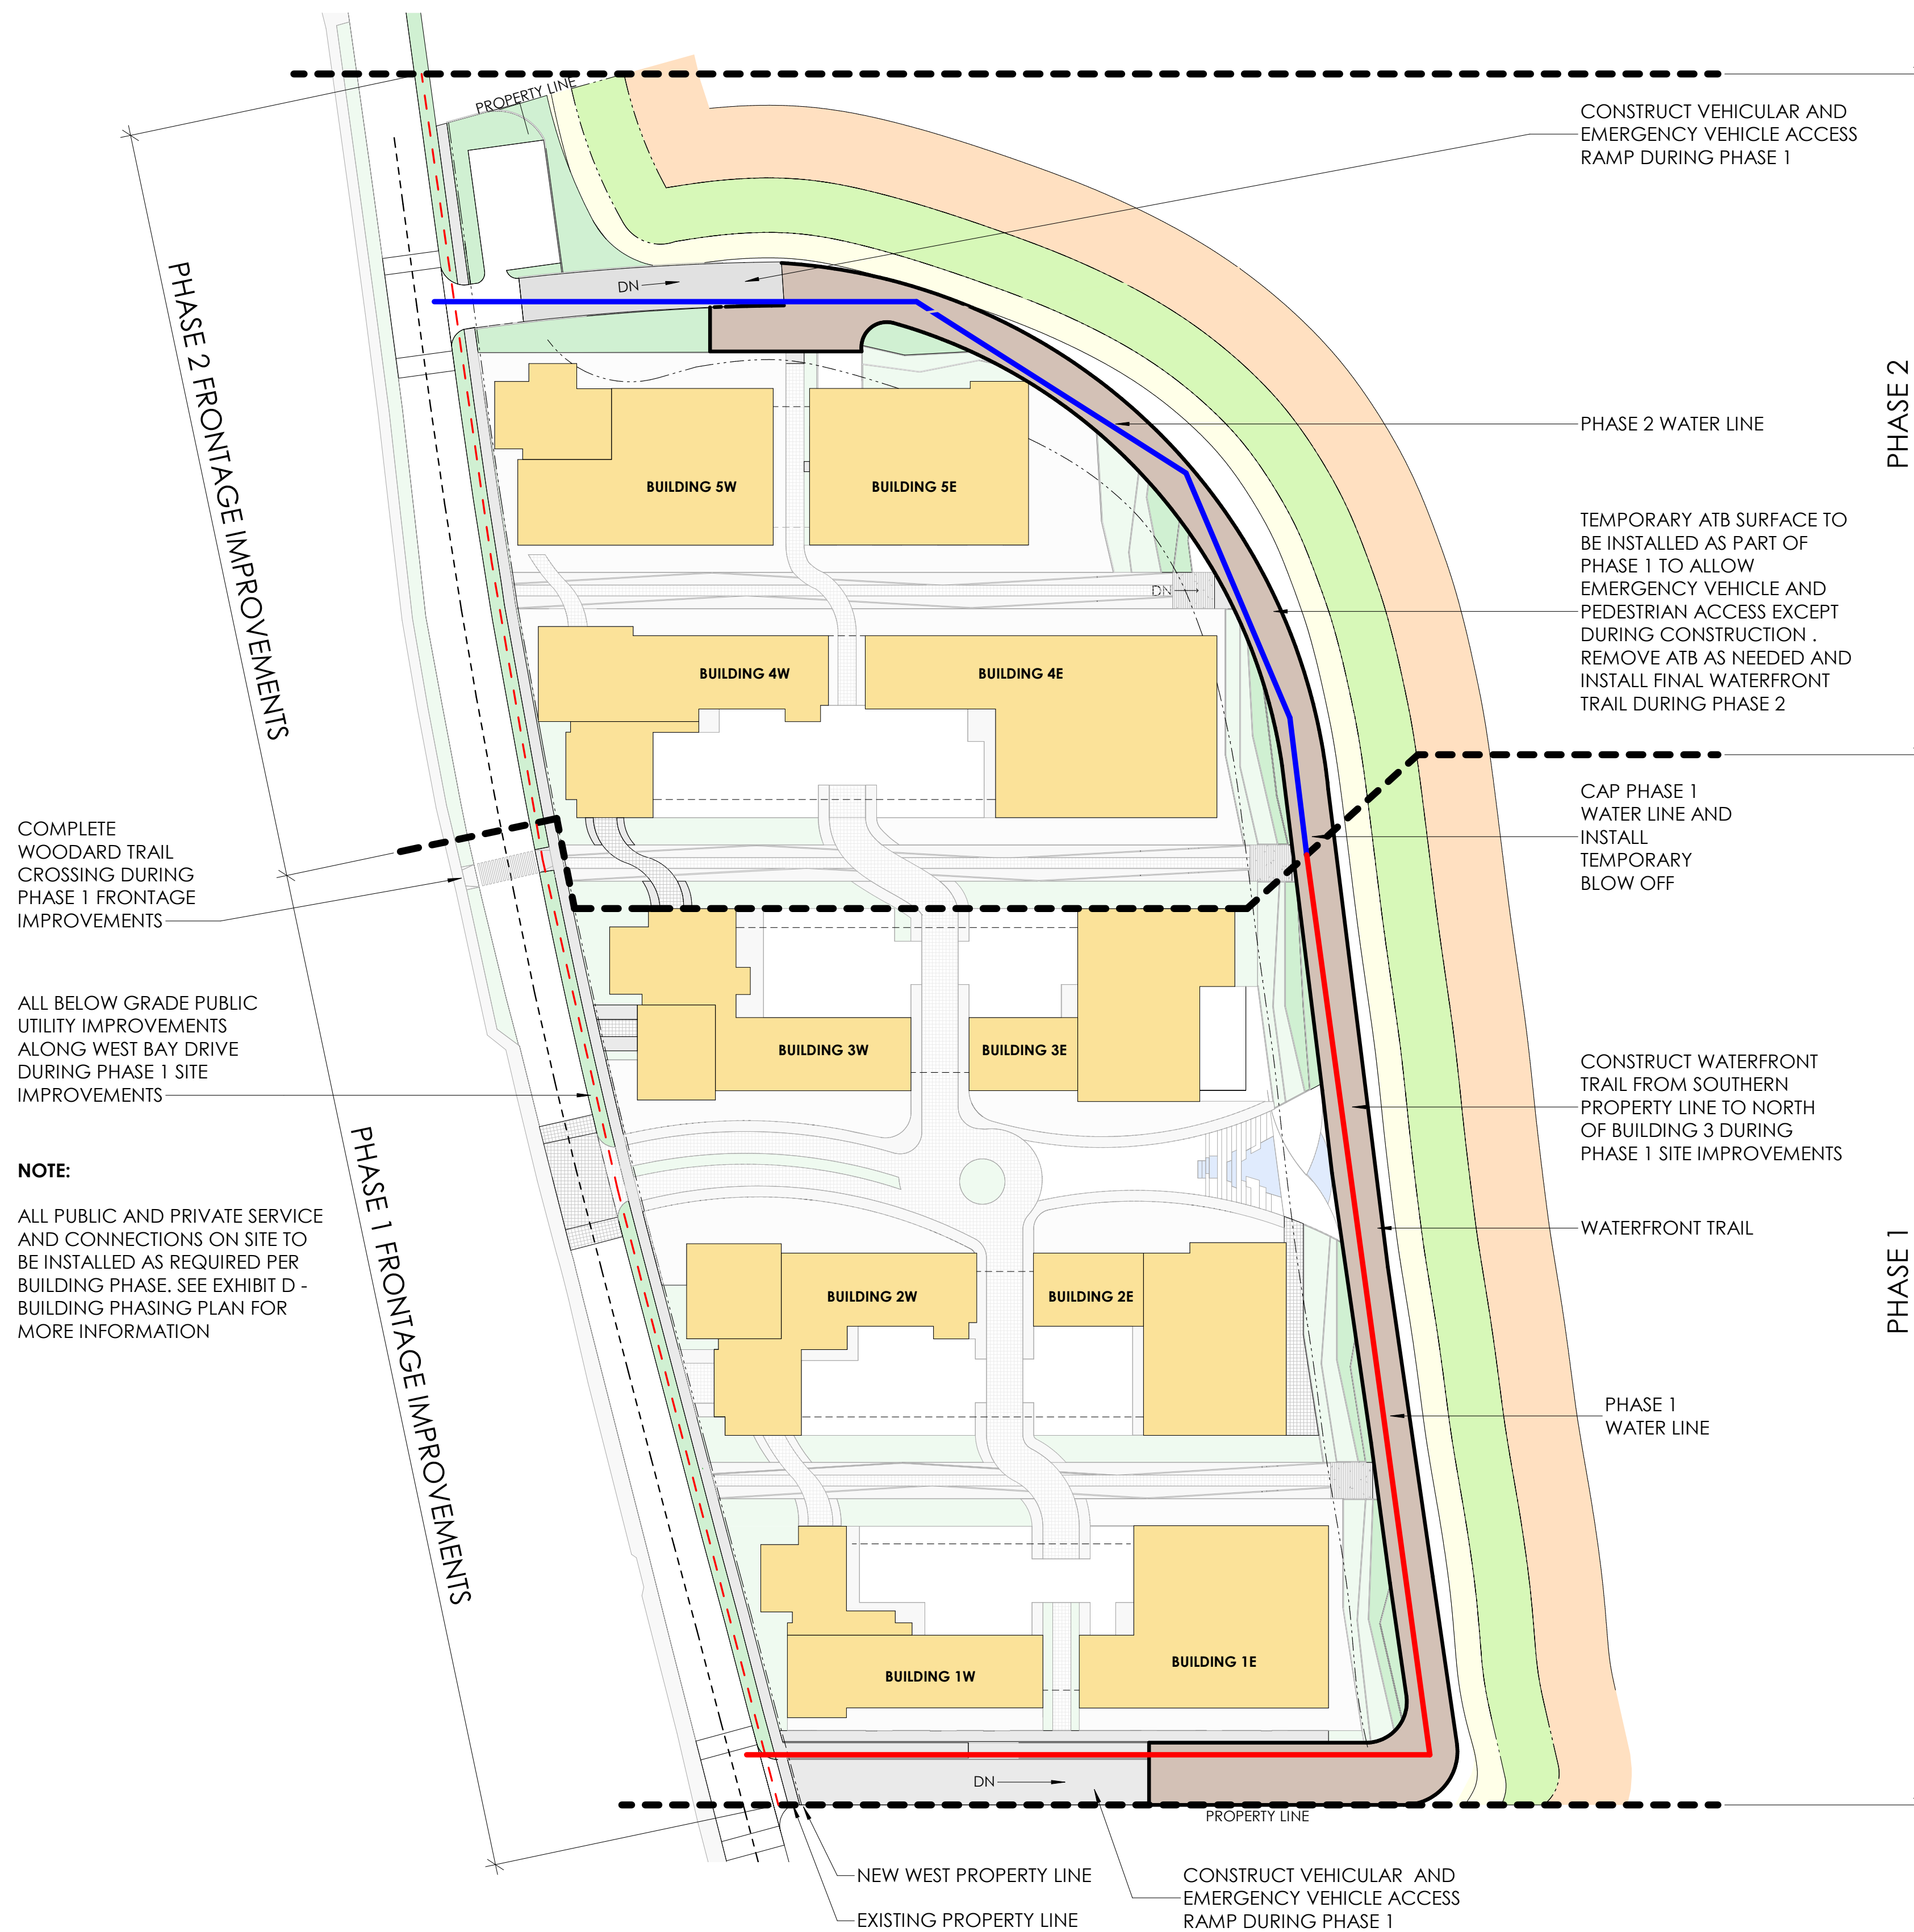 PROPERTY LINE
CONSTRUCT VEHICULAR AND
EMERGENCY VEHICLE ACCESS
RAMP DURING PHASE 1
PHASE 2 FRONTAGE IMPROVEMENTS
DN
PHASE 2
PHASE 2 WATER LINE
BUILDING 5W
BUILDING 5E
TEMPORARY ATB SURFACE TO
BE INSTALLED AS PART OF
PHASE 1 TO ALLOW
EMERGENCY VEHICLE AND
PEDESTRIAN ACCESS EXCEPT
DURING CONSTRUCTION .
REMOVE ATB AS NEEDED AND
INSTALL FINAL WATERFRONT
TRAIL DURING PHASE 2
DN
BUILDING 4W
BUILDING 4E
CAP PHASE 1
WATER LINE AND
INSTALL
TEMPORARY
BLOW OFF
COMPLETE
WOODARD TRAIL
CROSSING DURING
PHASE 1 FRONTAGE
IMPROVEMENTS
ALL BELOW GRADE PUBLIC
UTILITY IMPROVEMENTS
ALONG WEST BAY DRIVE
DURING PHASE 1 SITE
IMPROVEMENTS
BUILDING 3W
BUILDING 3E
CONSTRUCT WATERFRONT
TRAIL FROM SOUTHERN
PROPERTY LINE TO NORTH
OF BUILDING 3 DURING
PHASE 1 SITE IMPROVEMENTS
NOTE:
ALL PUBLIC AND PRIVATE SERVICE
AND CONNECTIONS ON SITE TO
BE INSTALLED AS REQUIRED PER
BUILDING PHASE. SEE EXHIBIT D -
BUILDING PHASING PLAN FOR
MORE INFORMATION
PHASE 1 FRONTAGE IMPROVEMENTS
WATERFRONT TRAIL
PHASE 1
BUILDING 2W
BUILDING 2E
PHASE 1
WATER LINE
BUILDING 1W
BUILDING 1E
DN
PROPERTY LINE
NEW WEST PROPERTY LINE
EXISTING PROPERTY LINE
CONSTRUCT VEHICULAR AND
EMERGENCY VEHICLE ACCESS
RAMP DURING PHASE 1